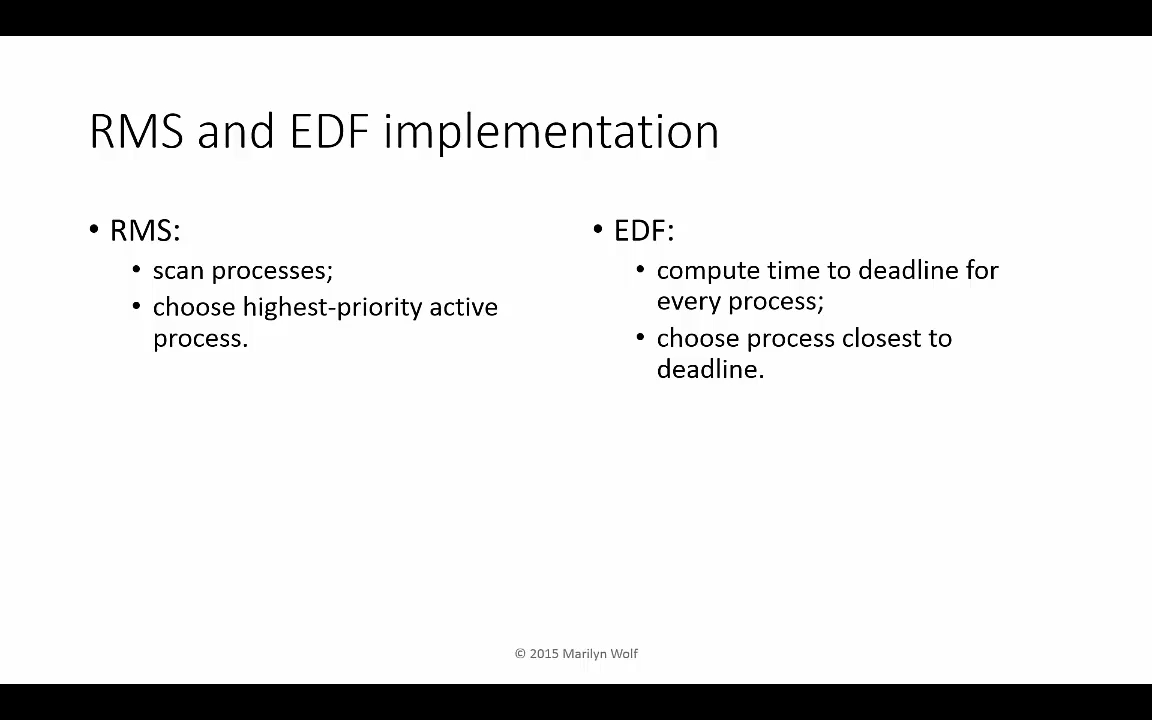 RMS and EDF implementation
• RMS:
• scan processes;
• choose highest-priority active
process.
• EDF:
• compute time to deadline for
every process;
• choose process closest to
deadline.
© 2015 Marilyn Wolf